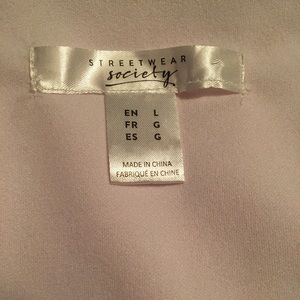 STREETWEAR
society
EN L
FR G
ES G
MADE IN CHINA
FABRIQUÉ EN CHINE